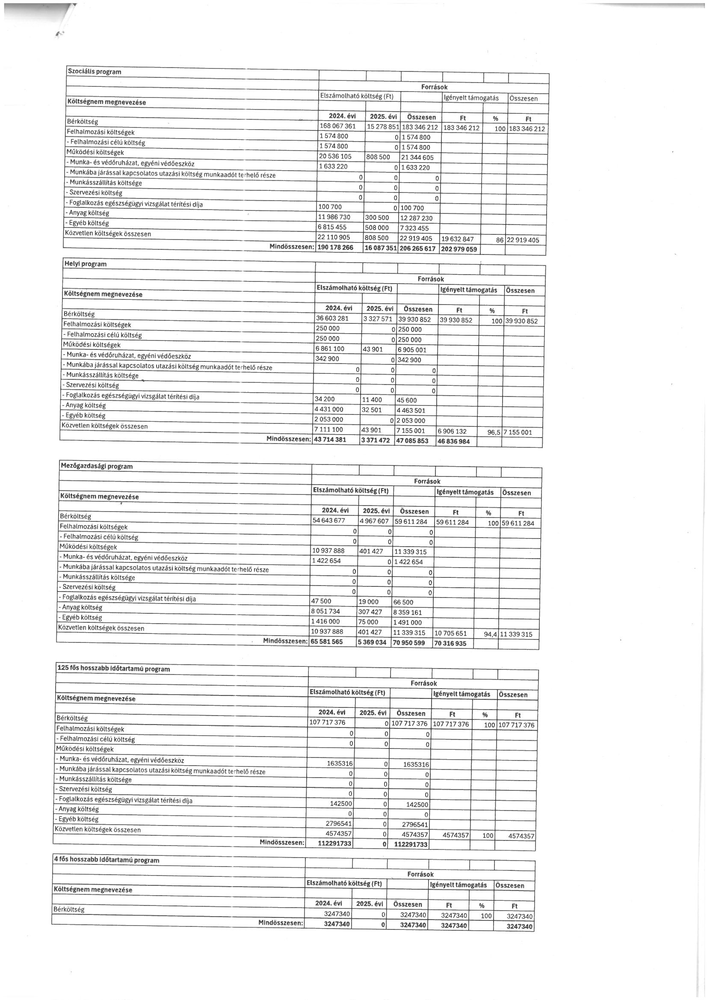 Szociális program
Források
Elszámolható költség (Ft) Igényelt támogatás Összesen
Költségnem megnevezése
2024. évi 2025. évi Összesen Ft % Ft
Bérköltség 168 067 361 15 278 851 183 346 212 183 346 212 100 183 346 212
Felhalmozási költségek 1 574 800 0 1 574 800
- Felhalmozási célú költség 1 574 800 0 1 574 800
Működési költségek 20 536 105 808 500 21 344 605
- Munka- és védőruházat, egyéni védőeszköz 1 633 220 0 1 633 220
- Munkába járással kapcsolatos utazási költség munkaadót terhelő része 0 0 0
- Munkásszállítás költsége 0 0 0
- Szervezési költség 0 0 0
- Foglalkozás egészségügyi vizsgálat térítési díja 100 700 0 100 700
- Anyag költség 11 986 730 300 500 12 287 230
- Egyéb költség 6 815 455 508 000 7 323 455
Közvetlen költségek összesen 22 110 905 808 500 22 919 405 19 632 847 86 22 919 405
Mindösszesen: 190 178 266 16 087 351 206 265 617 202 979 059
Helyi program
Források
Elszámolható költség (Ft) Igényelt támogatás Összesen
Költségnem megnevezése
2024. évi 2025. évi Összesen Ft % Ft
Bérköltség 36 603 281 3 327 571 39 930 852 39 930 852 100 39 930 852
Felhalmozási költségek 250 000 0 250 000
- Felhalmozási célú költség 250 000 0 250 000
Működési költségek 6 861 100 43 901 6 905 001
- Munka- és védőruházat, egyéni védőeszköz 342 900 0 342 900
- Munkába járással kapcsolatos utazási költség munkaadót terhelő része 0 0 0
- Munkásszállítás költsége 0 0 0
- Szervezési költség 0 0 0
- Foglalkozás egészségügyi vizsgálat térítési díja 34 200 11 400 45 600
- Anyag költség 4 431 000 32 501 4 463 501
- Egyéb költség 2 053 000 0 2 053 000
Közvetlen költségek összesen 7 111 100 43 901 7 155 001 6 906 132 96,5 7 155 001
Mindösszesen: 43 714 381 3 371 472 47 085 853 46 836 984
Mezőgazdasági program
Források
Elszámolható költség (Ft) Igényelt támogatás Összesen
Költségnem megnevezése
2024. évi 2025. évi Összesen Ft % Ft
Bérköltség 54 643 677 4 967 607 59 611 284 59 611 284 100 59 611 284
Felhalmozási költségek 0 0 0
- Felhalmozási célú költség 0 0 0
Működési költségek 10 937 888 401 427 11 339 315
- Munka- és védőruházat, egyéni védőeszköz 1 422 654 0 1 422 654
- Munkába járással kapcsolatos utazási költség munkaadót terhelő része 0 0 0
- Munkásszállítás költsége 0 0 0
- Szervezési költség 0 0 0
- Foglalkozás egészségügyi vizsgálat térítési díja 47 500 19 000 66 500
- Anyag költség 8 051 734 307 427 8 359 161
- Egyéb költség 1 416 000 75 000 1 491 000
Közvetlen költségek összesen 10 937 888 401 427 11 339 315 10 705 651 94,4 11 339 315
Mindösszesen: 65 581 565 5 369 034 70 950 599 70 316 935
125 fős hosszabb időtartamú program
Források
Elszámolható költség (Ft) Igényelt támogatás Összesen
Költségnem megnevezése
2024. évi 2025. évi Összesen Ft % Ft
Bérköltség 107 717 376 0 107 717 376 107 717 376 100 107 717 376
Felhalmozási költségek 0 0 0
- Felhalmozási célú költség 0 0 0
Működési költségek
- Munka- és védőruházat, egyéni védőeszköz 1635316 0 1635316
- Munkába járással kapcsolatos utazási költség munkaadót terhelő része 0 0 0
- Munkásszállítás költsége 0 0 0
- Szervezési költség 0 0 0
- Foglalkozás egészségügyi vizsgálat térítési díja 142500 0 142500
- Anyag költség 0 0 0
- Egyéb költség 2796541 0 2796541
Közvetlen költségek összesen 4574357 0 4574357 4574357 100 4574357
Mindösszesen: 112291733 0 112291733
4 fős hosszabb időtartamú program
Források
Elszámolható költség (Ft) Igényelt támogatás Összesen
Költségnem megnevezése
2024. évi 2025. évi Összesen Ft % Ft
Bérköltség 3247340 0 3247340 3247340 100 3247340
Mindösszesen: 3247340 0 3247340 3247340 3247340